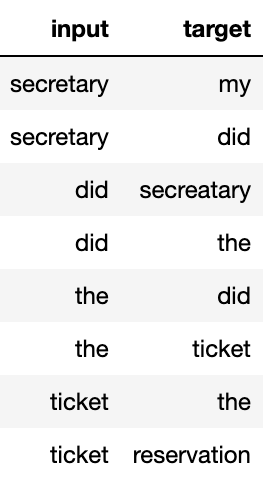 input target
secretary my
secretary did
did secreatary
did the
the did
the ticket
ticket the
ticket reservation